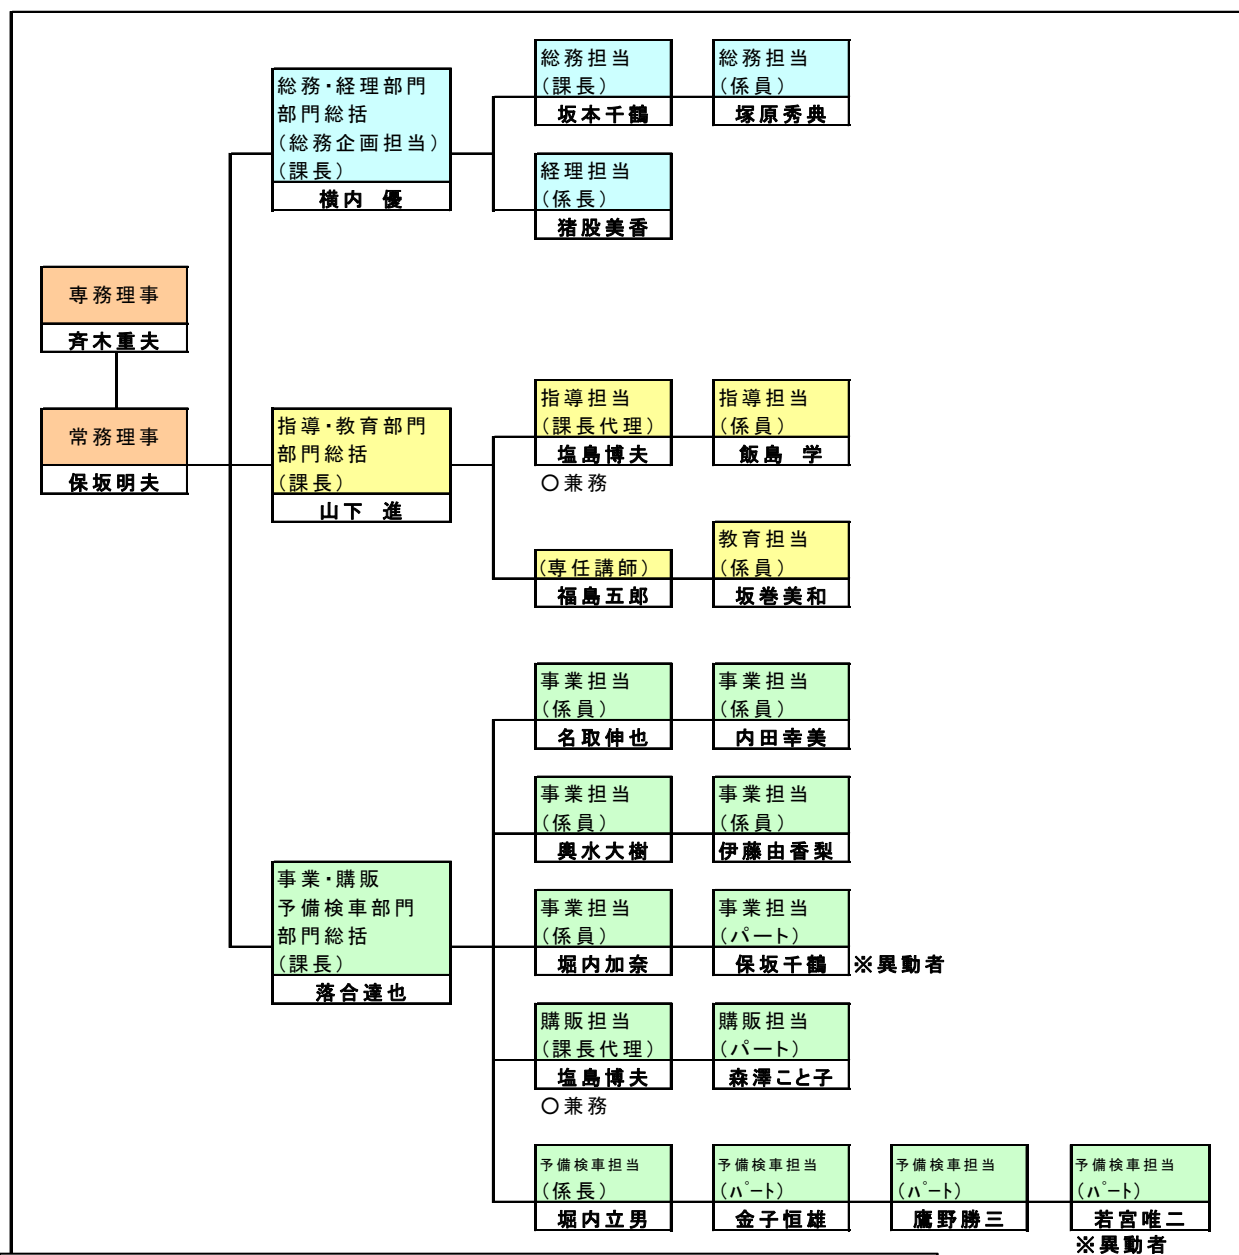 総務・経理部門
部門総括
(総務企画担当)
(課長)
横内　優
総務担当
(課長)
坂本千鶴
総務担当
(係員)
塚原秀典
経理担当
(係長)
猪股美香
専務理事
斉木重夫
常務理事
保坂明夫
指導・教育部門
部門総括
(課長)
山下　進
指導担当
(課長代理)
塩島博夫
○兼務
指導担当
(係員)
飯島　学
(専任講師)
福島五郎
教育担当
(係員)
坂巻美和
事業・購販
予備検車部門
部門総括
(課長)
落合達也
事業担当
(係員)
名取伸也
事業担当
(係員)
内田幸美
事業担当
(係員)
輿水大樹
事業担当
(係員)
伊藤由香梨
事業担当
(係員)
堀内加奈
事業担当
(パート)
保坂千鶴
※異動者
購販担当
(課長代理)
塩島博夫
○兼務
購販担当
(パート)
森澤こと子
予備検車担当
(係長)
堀内立男
予備検車担当
(ﾊﾟｰﾄ)
金子恒雄
予備検車担当
(ﾊﾟｰﾄ)
鷹野勝三
予備検車担当
(ﾊﾟｰﾄ)
若宮唯二
※異動者